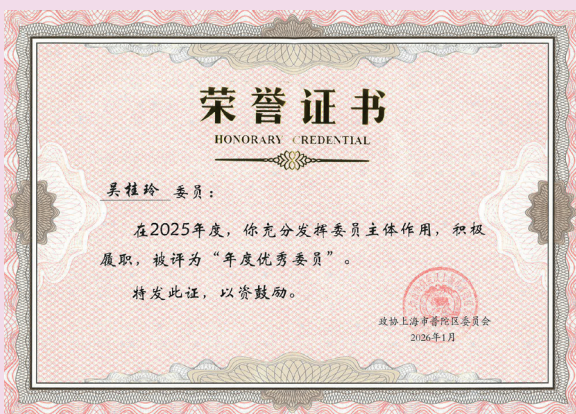 荣誉证书
HONORARY CREDENTIAL
吴桂玲 委员：
在2025年度，你充分发挥委员主体作用，积极
履职，被评为“年度优秀委员”。
特发此证，以资鼓励。
政协上海市普陀区委员会
2026年1月